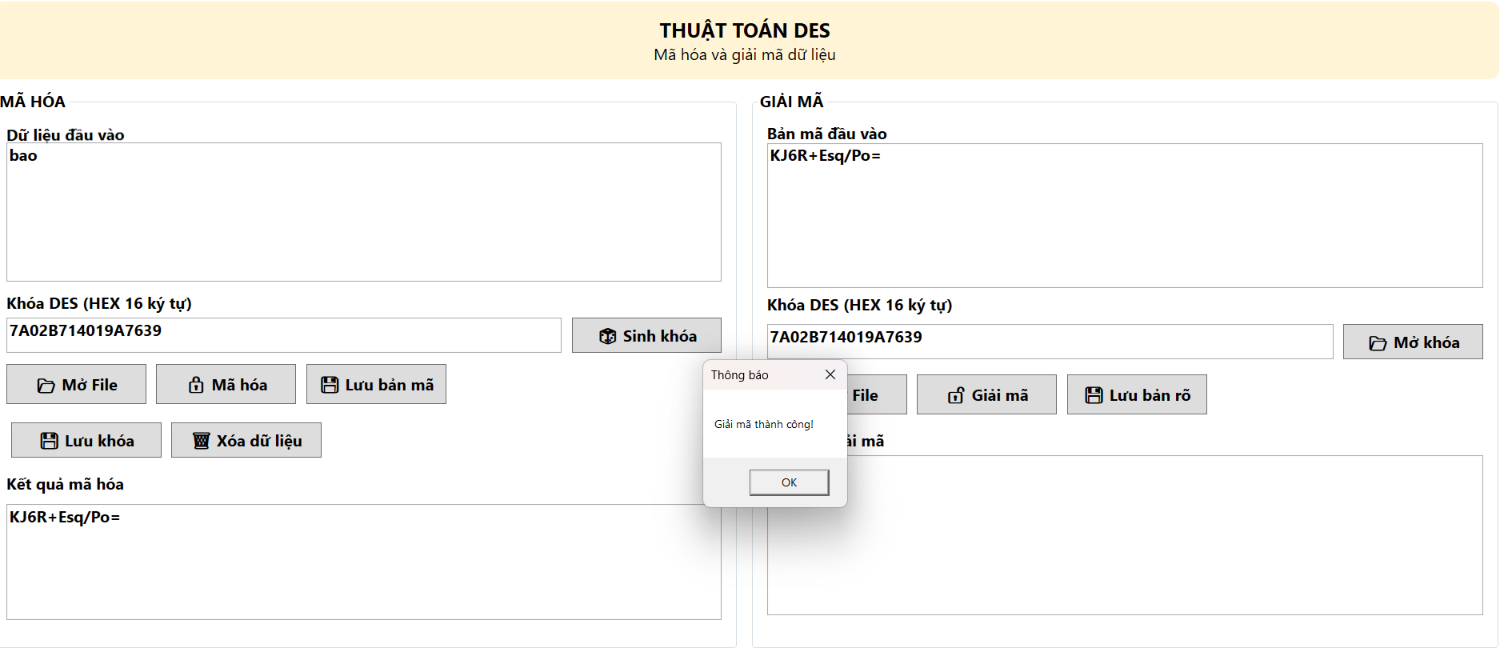 THUẬT TOÁN DES
Mã hóa và giải mã dữ liệu
MÃ HÓA
Dữ liệu đầu vào
bao
Khóa DES (HEX 16 ký tự)
7A02B714019A7639
Sinh khóa
Mở File
Mã hóa
Lưu bản mã
Lưu khóa
Xóa dữ liệu
Kết quả mã hóa
KJ6R+Esq/Po=
GIẢI MÃ
Bản mã đầu vào
KJ6R+Esq/Po=
Khóa DES (HEX 16 ký tự)
7A02B714019A7639
Mở khóa
File
Giải mã
Lưu bản rõ
mã
Thông báo
Giải mã thành công!
OK